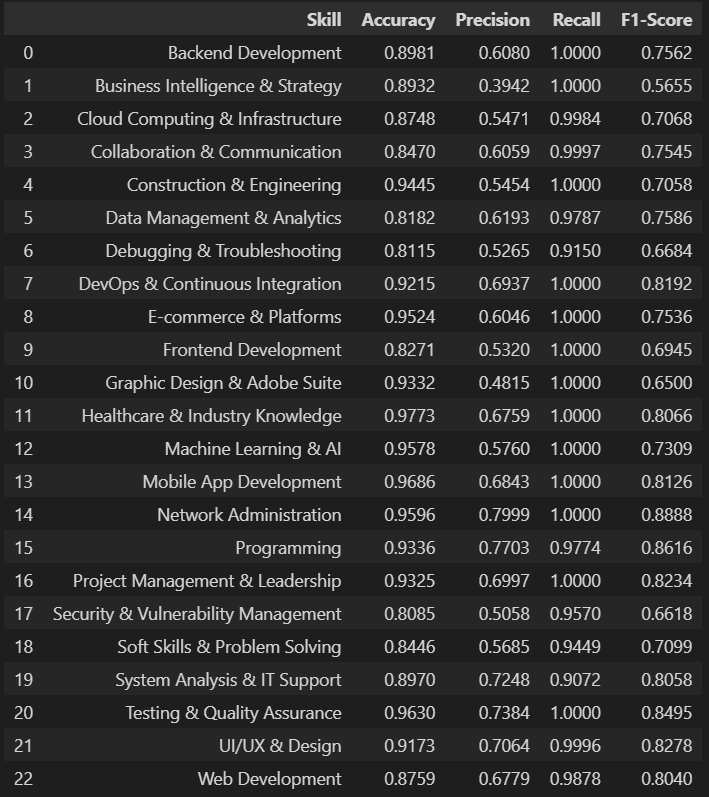 Skill Accuracy Precision Recall F1-Score
0 Backend Development 0.8981 0.6080 1.0000 0.7562
1 Business Intelligence & Strategy 0.8932 0.3942 1.0000 0.5655
2 Cloud Computing & Infrastructure 0.8748 0.5471 0.9984 0.7068
3 Collaboration & Communication 0.8470 0.6059 0.9997 0.7545
4 Construction & Engineering 0.9445 0.5454 1.0000 0.7058
5 Data Management & Analytics 0.8182 0.6193 0.9787 0.7586
6 Debugging & Troubleshooting 0.8115 0.5265 0.9150 0.6684
7 DevOps & Continuous Integration 0.9215 0.6937 1.0000 0.8192
8 E-commerce & Platforms 0.9524 0.6046 1.0000 0.7536
9 Frontend Development 0.8271 0.5320 1.0000 0.6945
10 Graphic Design & Adobe Suite 0.9332 0.4815 1.0000 0.6500
11 Healthcare & Industry Knowledge 0.9773 0.6759 1.0000 0.8066
12 Machine Learning & AI 0.9578 0.5760 1.0000 0.7309
13 Mobile App Development 0.9686 0.6843 1.0000 0.8126
14 Network Administration 0.9596 0.7999 1.0000 0.8888
15 Programming 0.9336 0.7703 0.9774 0.8616
16 Project Management & Leadership 0.9325 0.6997 1.0000 0.8234
17 Security & Vulnerability Management 0.8085 0.5058 0.9570 0.6618
18 Soft Skills & Problem Solving 0.8446 0.5685 0.9449 0.7099
19 System Analysis & IT Support 0.8970 0.7248 0.9072 0.8058
20 Testing & Quality Assurance 0.9630 0.7384 1.0000 0.8495
21 UI/UX & Design 0.9173 0.7064 0.9996 0.8278
22 Web Development 0.8759 0.6779 0.9878 0.8040